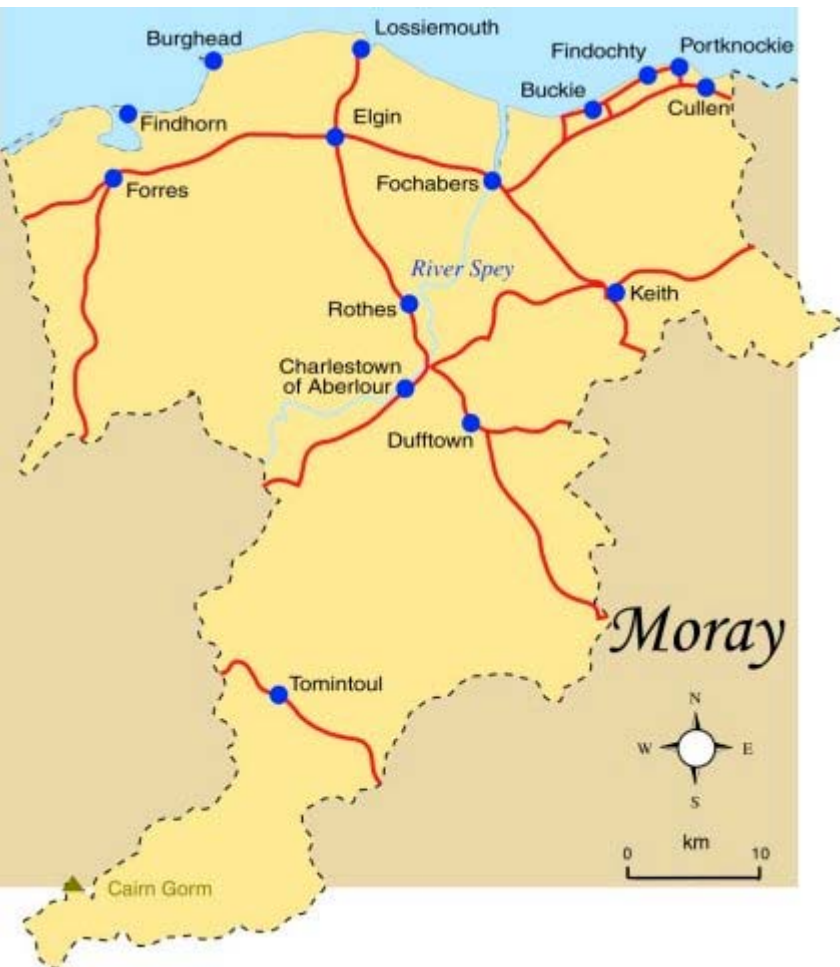 Lossiemouth
Burghead
Portknockie
Findochty
Buckie
Cullen
Elgin
Findhorn
Fochabers
Forres
River Spey
Keith
Rothes
Charlestown
of Aberlour
Dufftown
Moray
Tomintoul
N
W
E
S
km
0
10
Cairn Gorm